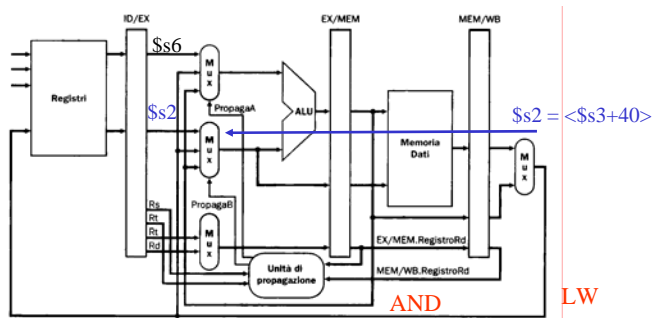 ID/EX
EX/MEM
MEM/WB
$s6
Mux
Registri
PropagaA
ALU
$s2
$s2 = <$s3+40>
Mux
Memoria
Dati
Mux
PropagaB
Rs
Rt
Rt
Rd
Mux
EX/MEM.RegistroRd
Unità di
propagazione
MEM/WB.RegistroRd
AND
LW